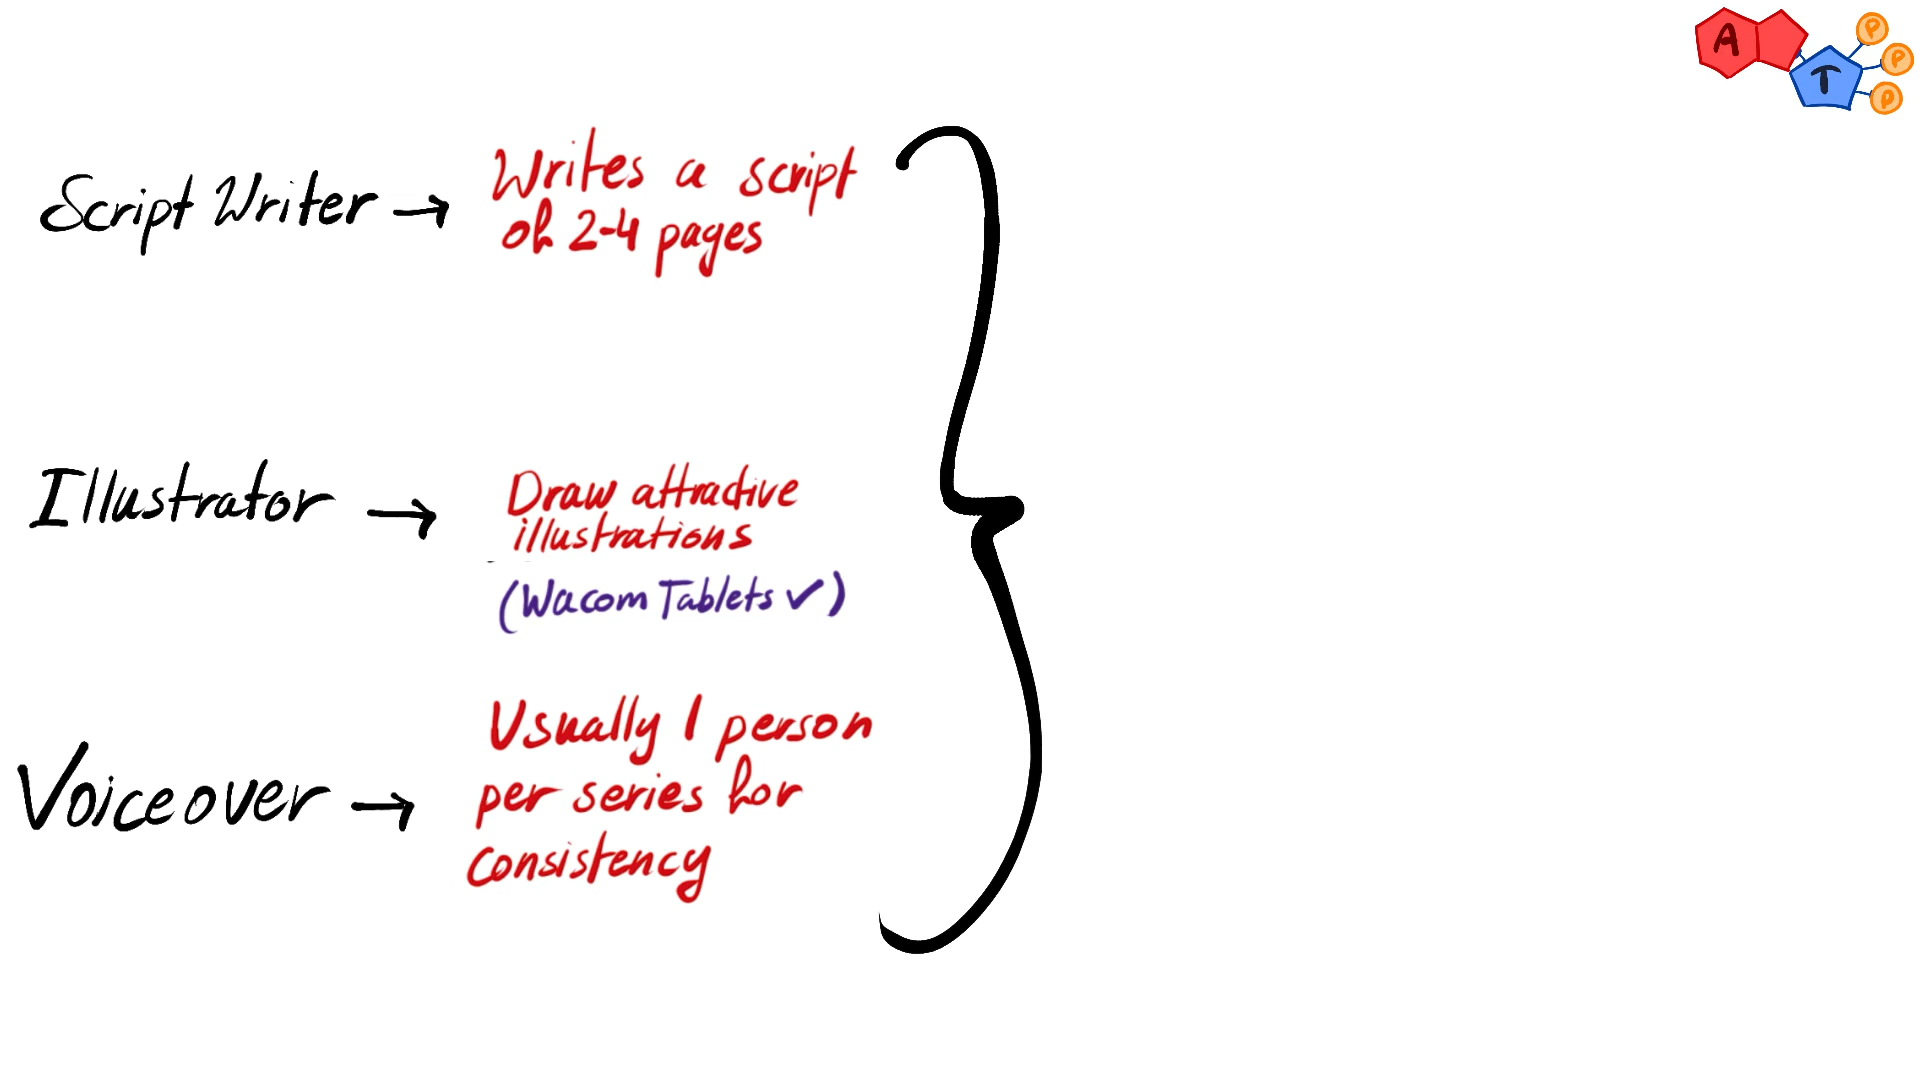 Script Writer → Writes a script
of 2-4 pages
Illustrator → Draw attractive
illustrations
(Wacom Tablets ✓)
Voiceover → Usually 1 person
per series for
consistency
A
T
P
P
P